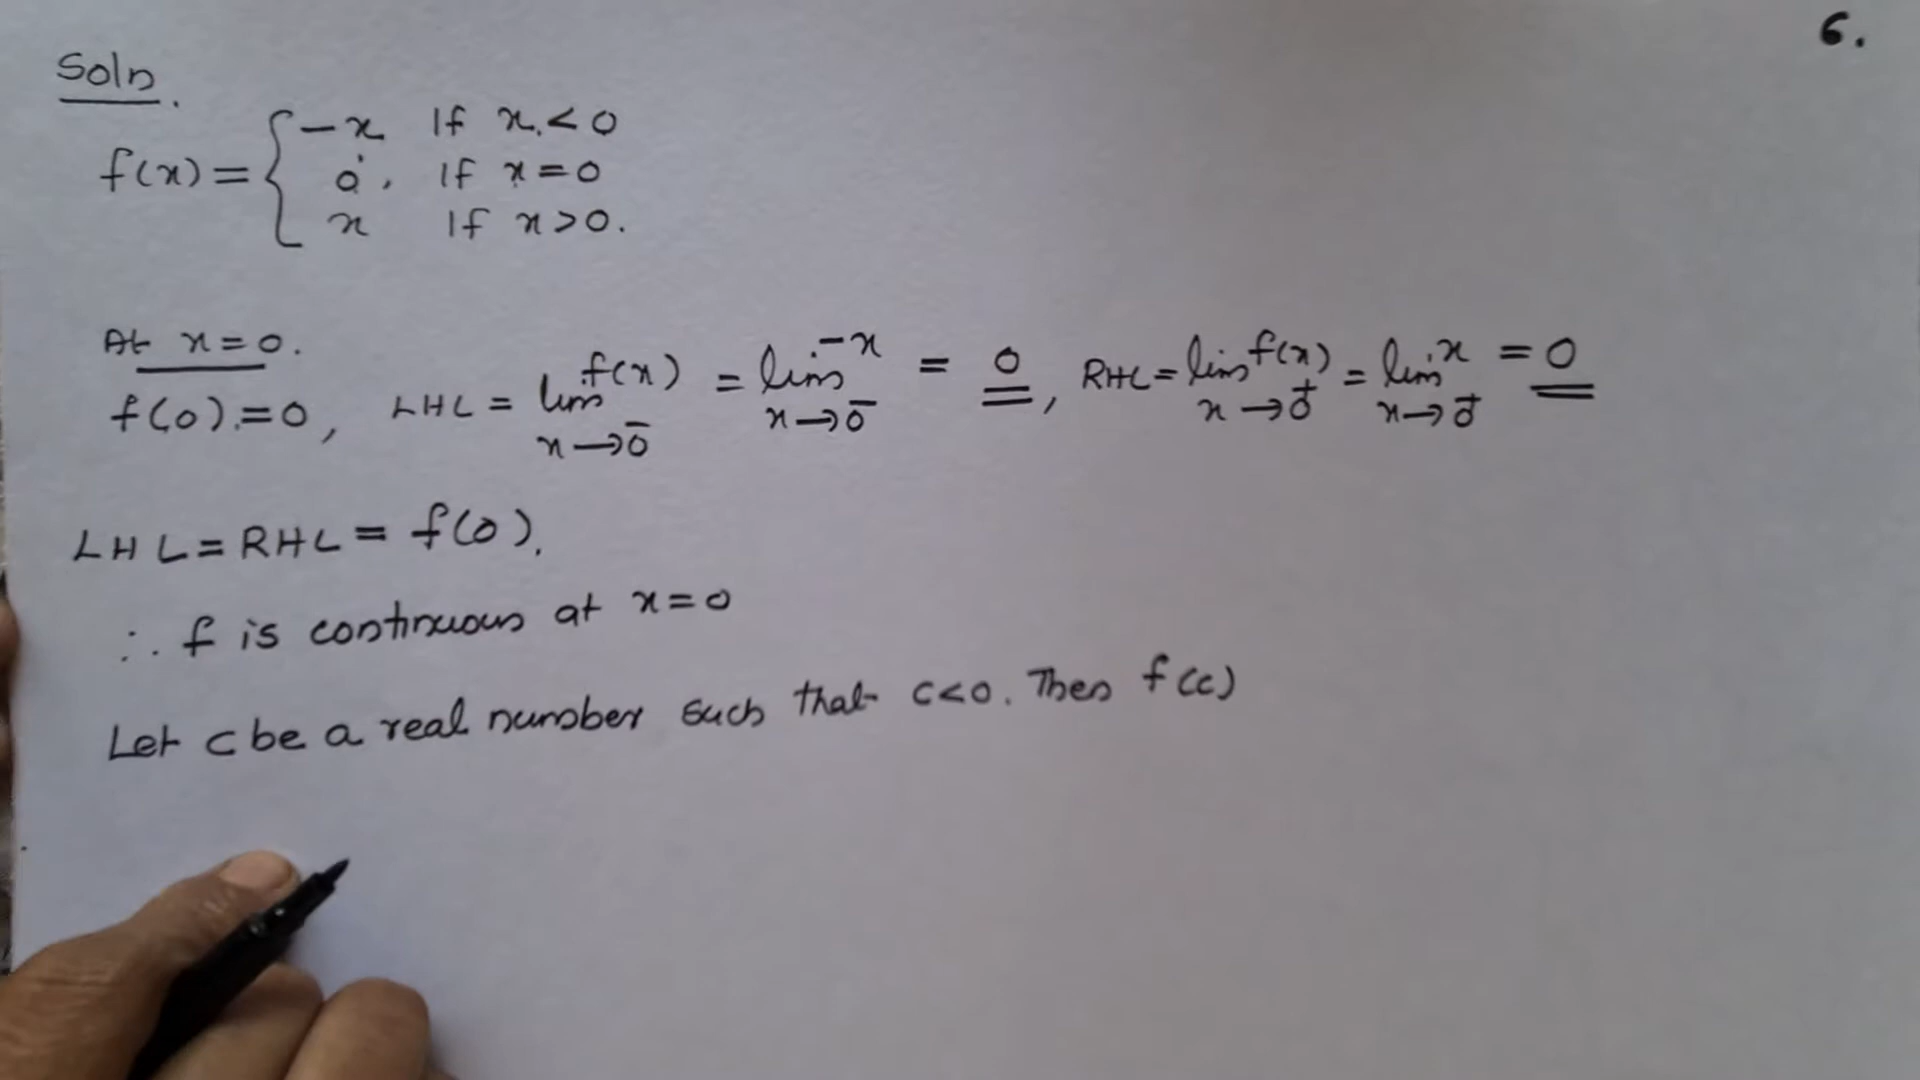 6.
Soln.
f(x) = { -x If x < 0
0, If x = 0
x If x > 0.
At x = 0.
f(0) = 0, LHL = lim x→0⁻ f(x) = lim x→0⁻ -x = 0, RHL = lim x→0⁺ f(x) = lim x→0⁺ x = 0
LHL = RHL = f(0).
∴ f is continuous at x = 0
Let c be a real number such that c<0. Then f(c)